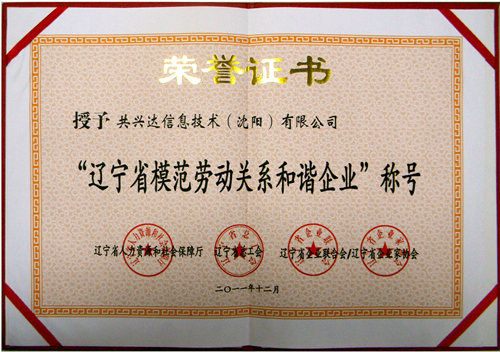 荣誉证书
授予 共兴达信息技术(沈阳)有限公司
“辽宁省模范劳动关系和谐企业”称号
辽宁省人力资源和社会保障厅 辽宁省总工会 辽宁省企业联合会/辽宁省企业家协会
二〇一一年十二月